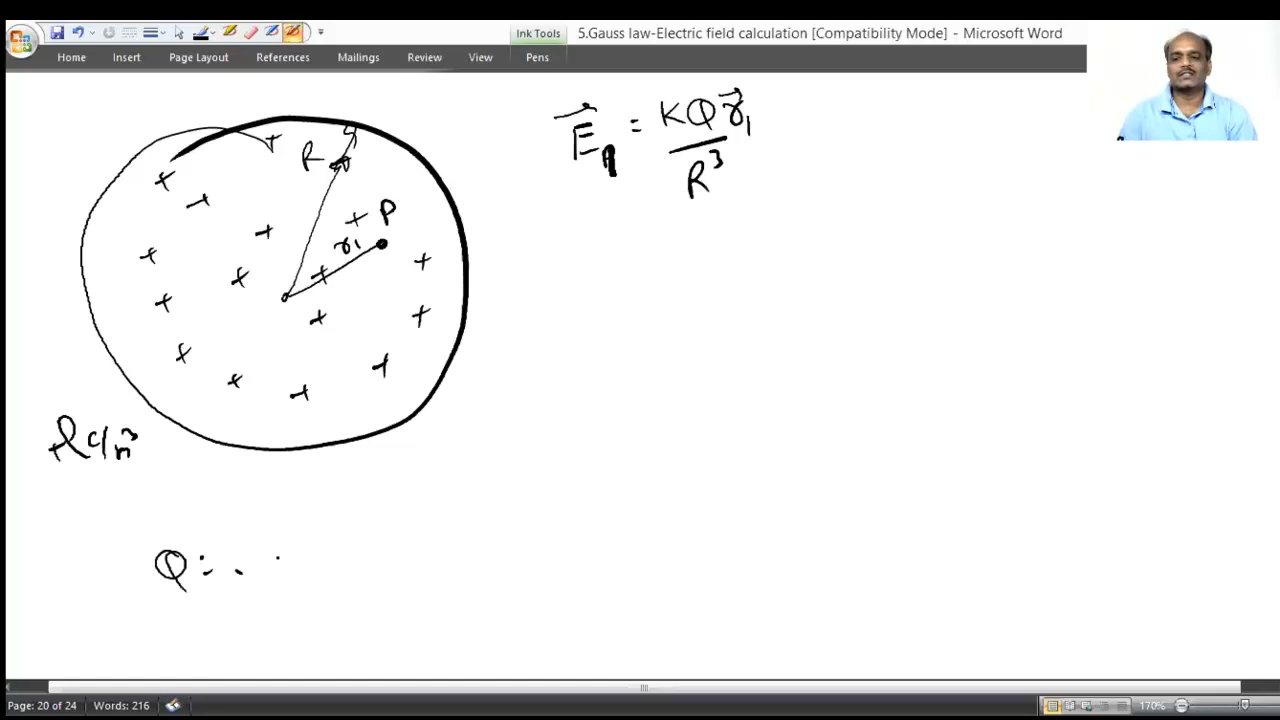 Ink Tools
5.Gauss law-Electric field calculation [Compatibility Mode] - Microsoft Word
Home Insert Page Layout References Mailings Review View Pens
E = KQr₁
R³
R
P
r₁
C/m³
Q =
Page: 20 of 24 Words: 216 170%